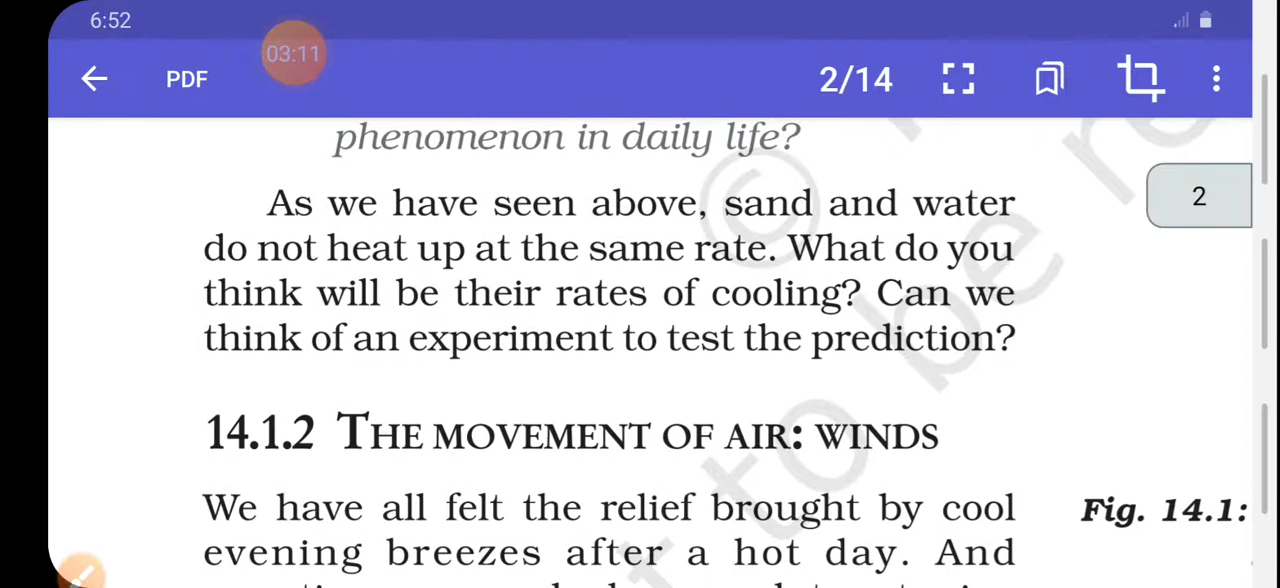 6:52
03:11
PDF
2/14
phenomenon in daily life?
2
As we have seen above, sand and water
do not heat up at the same rate. What do you
think will be their rates of cooling? Can we
think of an experiment to test the prediction?
14.1.2 THE MOVEMENT OF AIR: WINDS
We have all felt the relief brought by cool
Fig. 14.1:
evening breezes after a hot day. And
© 
to be re